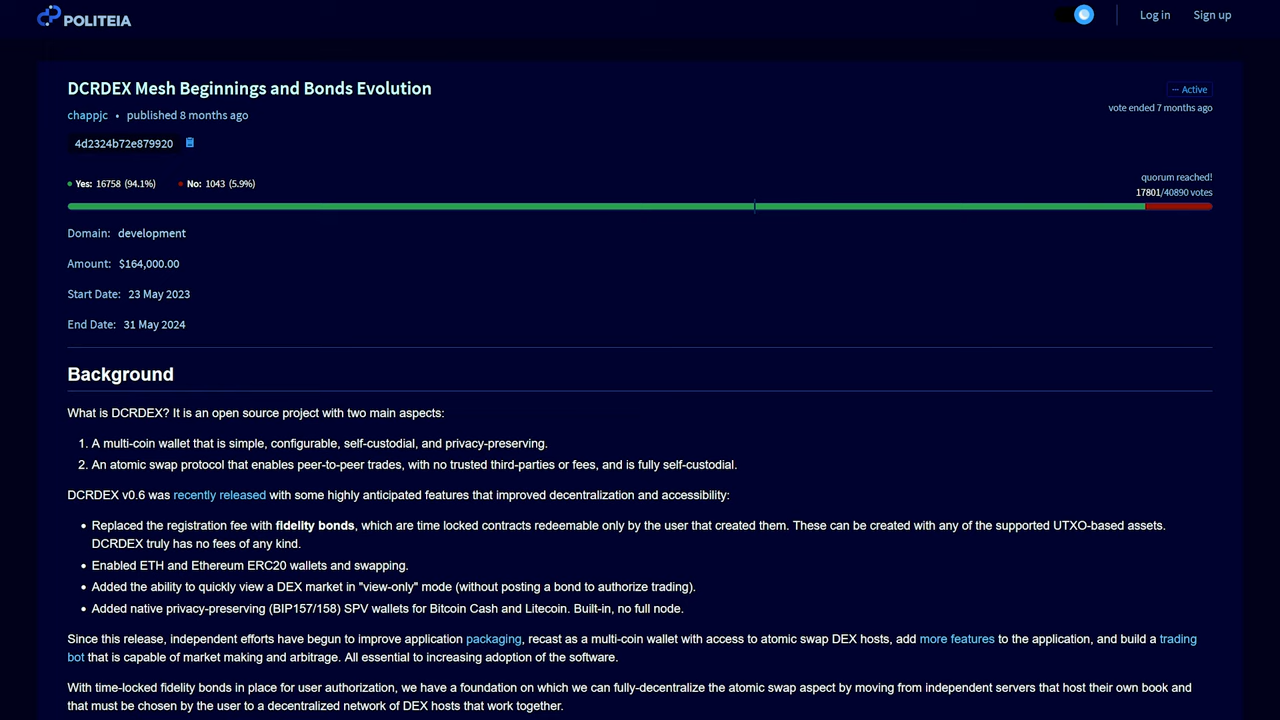 POLITEIA
Log in
Sign up
DCRDEX Mesh Beginnings and Bonds Evolution
··· Active
chappjc • published 8 months ago
vote ended 7 months ago
4d2324b72e879920
Yes: 16758 (94.1%)
No: 1043 (5.9%)
quorum reached!
17801/40890 votes
Domain: development
Amount: $164,000.00
Start Date: 23 May 2023
End Date: 31 May 2024
Background
What is DCRDEX? It is an open source project with two main aspects:
1. A multi-coin wallet that is simple, configurable, self-custodial, and privacy-preserving.
2. An atomic swap protocol that enables peer-to-peer trades, with no trusted third-parties or fees, and is fully self-custodial.
DCRDEX v0.6 was recently released with some highly anticipated features that improved decentralization and accessibility:
• Replaced the registration fee with fidelity bonds, which are time locked contracts redeemable only by the user that created them. These can be created with any of the supported UTXO-based assets.
DCRDEX truly has no fees of any kind.
• Enabled ETH and Ethereum ERC20 wallets and swapping.
• Added the ability to quickly view a DEX market in "view-only" mode (without posting a bond to authorize trading).
• Added native privacy-preserving (BIP157/158) SPV wallets for Bitcoin Cash and Litecoin. Built-in, no full node.
Since this release, independent efforts have begun to improve application packaging, recast as a multi-coin wallet with access to atomic swap DEX hosts, add more features to the application, and build a trading
bot that is capable of market making and arbitrage. All essential to increasing adoption of the software.
With time-locked fidelity bonds in place for user authorization, we have a foundation on which we can fully-decentralize the atomic swap aspect by moving from independent servers that host their own book and
that must be chosen by the user to a decentralized network of DEX hosts that work together.